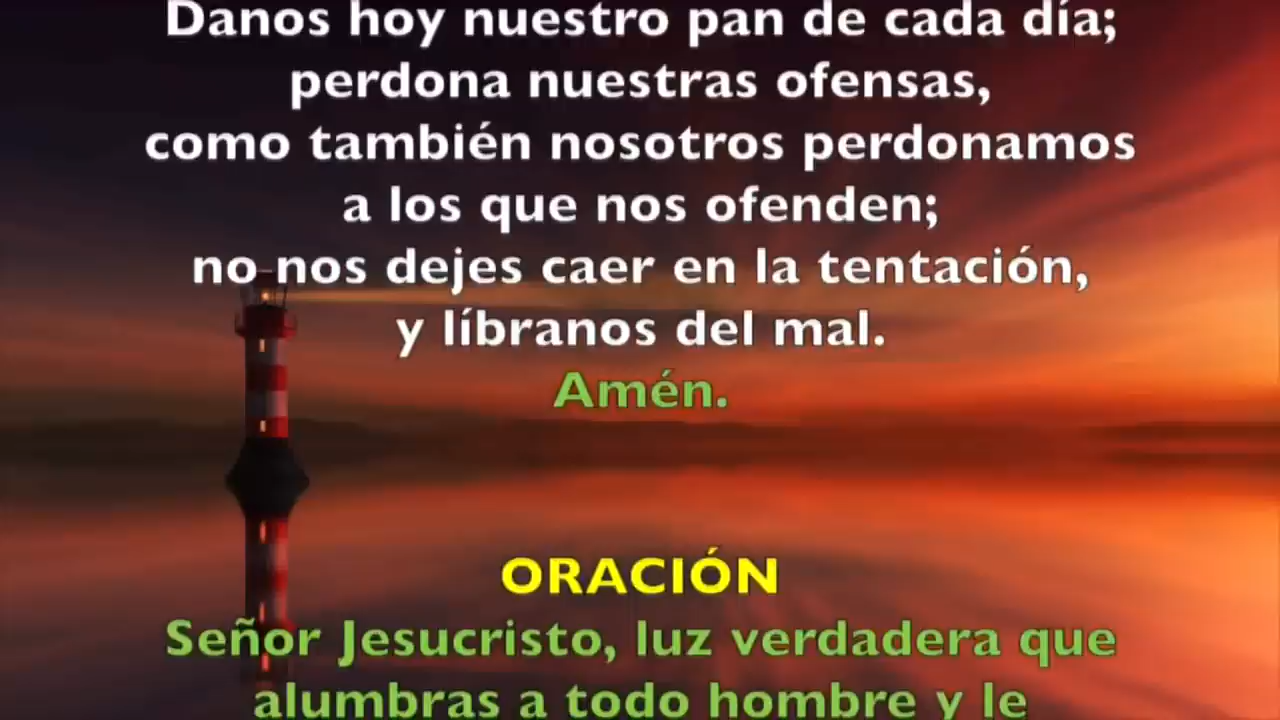 Danos hoy nuestro pan de cada día;
perdona nuestras ofensas,
como también nosotros perdonamos
a los que nos ofenden;
no nos dejes caer en la tentación,
y líbranos del mal.
Amén.
ORACIÓN
Señor Jesucristo, luz verdadera que
alumbras a todo hombre y le